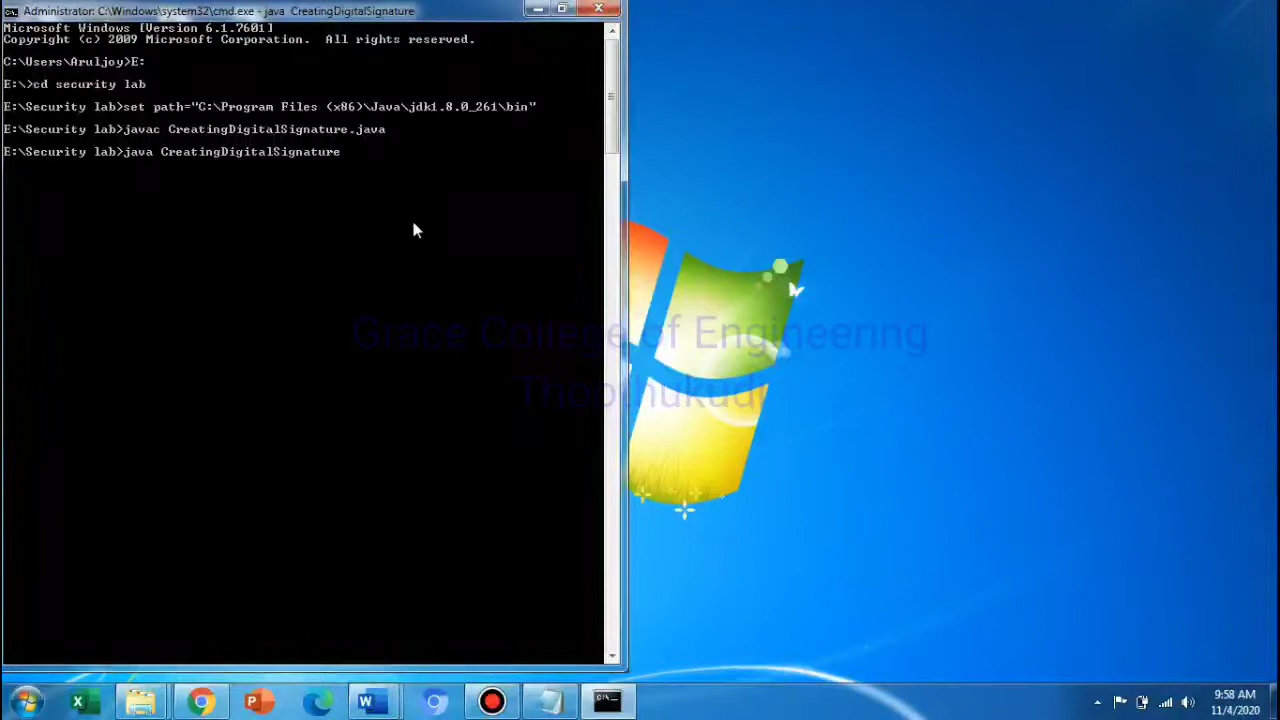 Administrator: C:\Windows\system32\cmd.exe - java CreatingDigitalSignature
Microsoft Windows [Version 6.1.7601]
Copyright (c) 2009 Microsoft Corporation.  All rights reserved.
C:\Users\Aruljoy>E:
E:\>cd security lab
E:\Security lab>set path="C:\Program Files (x86)\Java\jdk1.8.0_261\bin"
E:\Security lab>javac CreatingDigitalSignature.java
E:\Security lab>java CreatingDigitalSignature
Grace College of Engineering
Thoothukudi
9:58 AM
11/4/2020